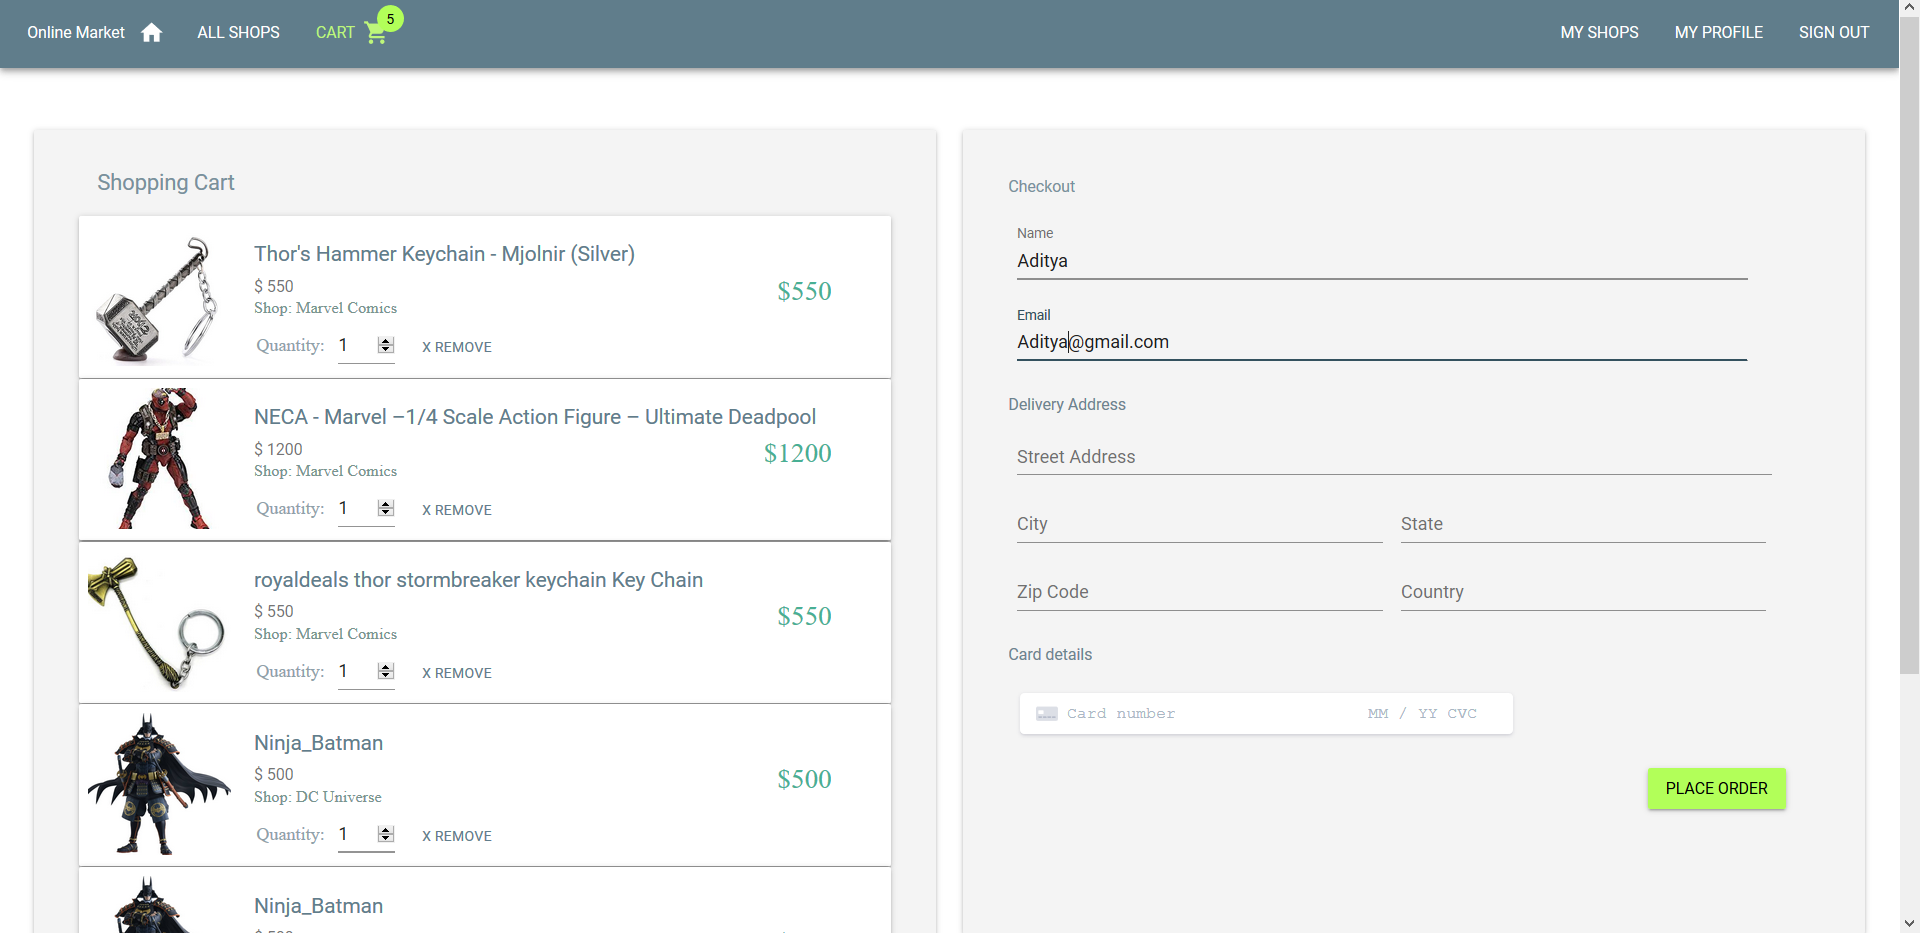 Online Market
ALL SHOPS
CART
5
MY SHOPS
MY PROFILE
SIGN OUT
Shopping Cart
Thor's Hammer Keychain - Mjolnir (Silver)
$ 550
$550
Shop: Marvel Comics
Quantity: 1
X REMOVE
NECA - Marvel –1/4 Scale Action Figure – Ultimate Deadpool
$ 1200
$1200
Shop: Marvel Comics
Quantity: 1
X REMOVE
royaldeals thor stormbreaker keychain Key Chain
$ 550
$550
Shop: Marvel Comics
Quantity: 1
X REMOVE
Ninja_Batman
$ 500
$500
Shop: DC Universe
Quantity: 1
X REMOVE
Ninja_Batman
Checkout
Name
Aditya
Email
Aditya@gmail.com
Delivery Address
Street Address
City
State
Zip Code
Country
Card details
Card number
MM / YY CVC
PLACE ORDER